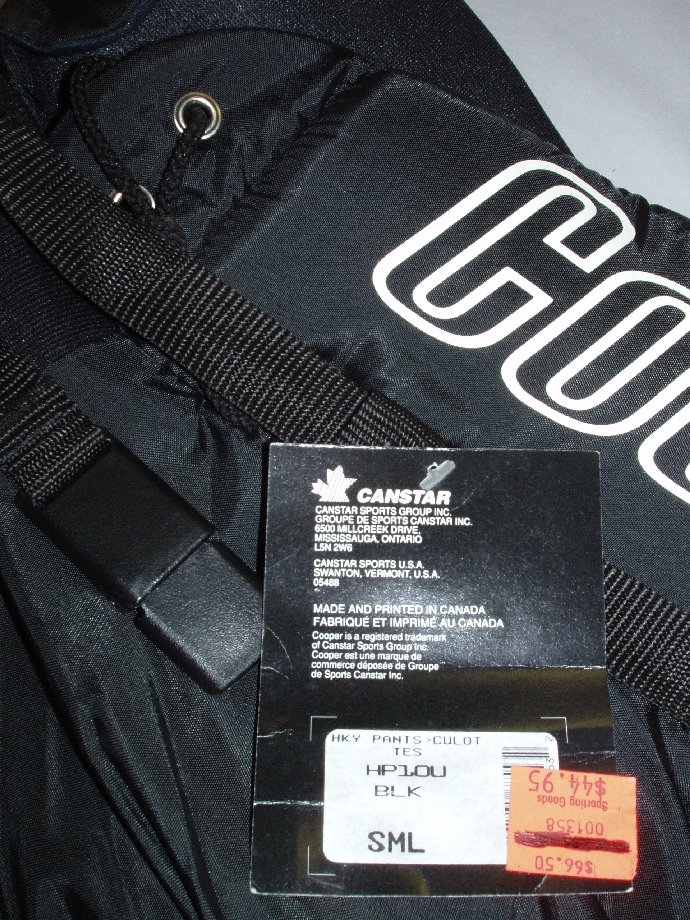 COO
CANSTAR
CANSTAR SPORTS GROUP INC.
GROUPE DE SPORTS CANSTAR INC.
6500 MILLCREEK DRIVE,
MISSISSAUGA, ONTARIO
L5N 2W6
CANSTAR SPORTS U.S.A.
SWANTON, VERMONT, U.S.A.
05488
MADE AND PRINTED IN CANADA
FABRIQUÉ ET IMPRIMÉ AU CANADA
Cooper is a registered trademark
of Canstar Sports Group Inc.
Cooper est une marque de
commerce déposée de Groupe
de Sports Canstar Inc.
HKY PANTS-CULOT
TES
HP10U
BLK
SML
$66.50
001358
Sporting Goods
$44.95